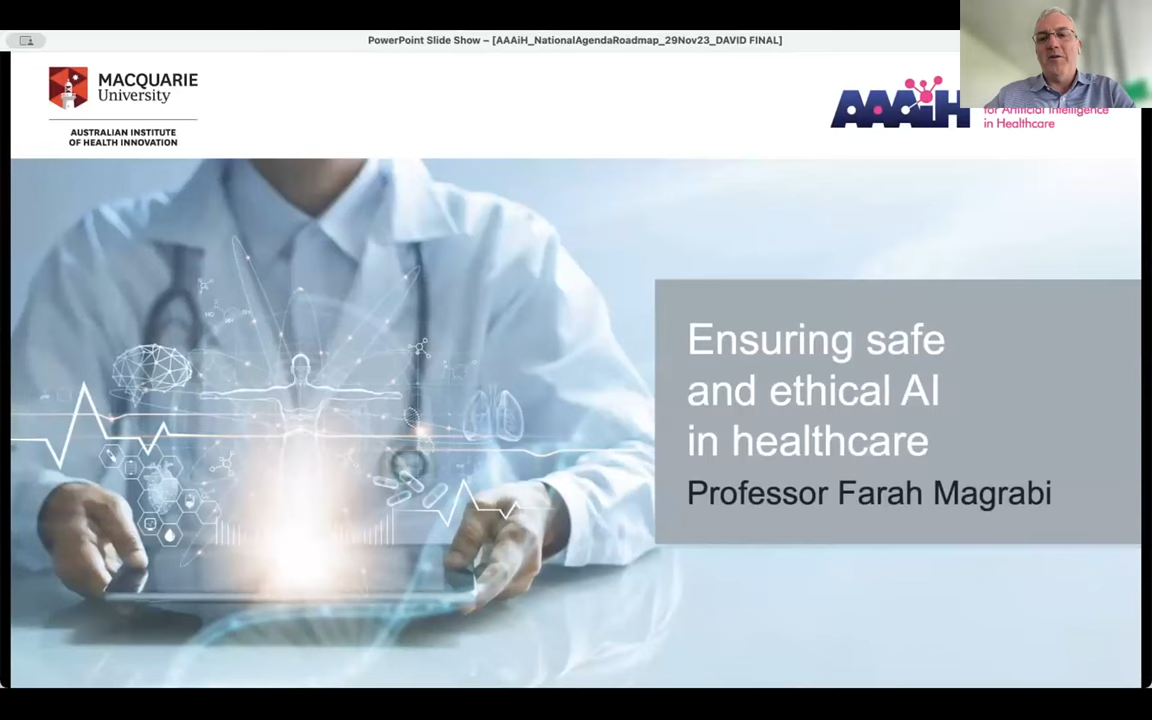 PowerPoint Slide Show – [AAAiH_NationalAgendaRoadmap_29Nov23_DAVID FINAL]
MACQUARIE
University
AUSTRALIAN INSTITUTE
OF HEALTH INNOVATION
AAAiH
for Artificial Intelligence
in Healthcare
Ensuring safe
and ethical AI
in healthcare
Professor Farah Magrabi